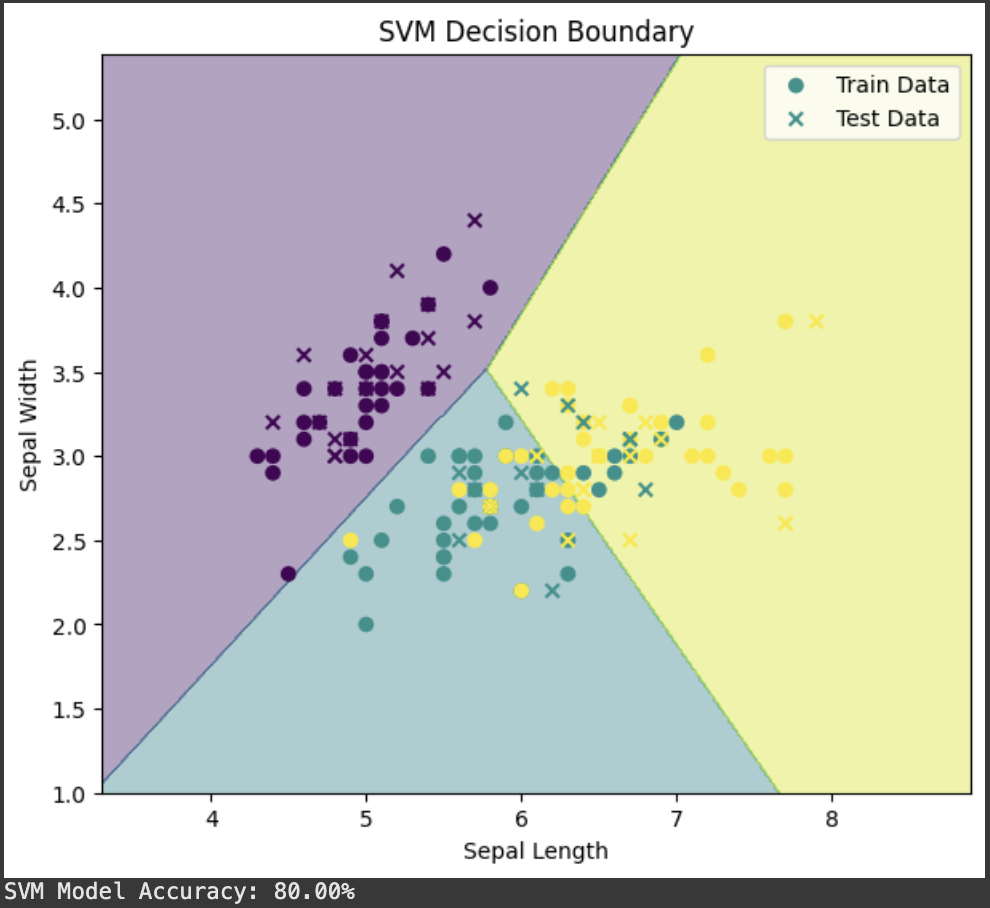 SVM Decision Boundary
Train Data
Test Data
5.0
4.5
4.0
3.5
3.0
2.5
2.0
1.5
1.0
Sepal Width
4 5 6 7 8
Sepal Length
SVM Model Accuracy: 80.00%